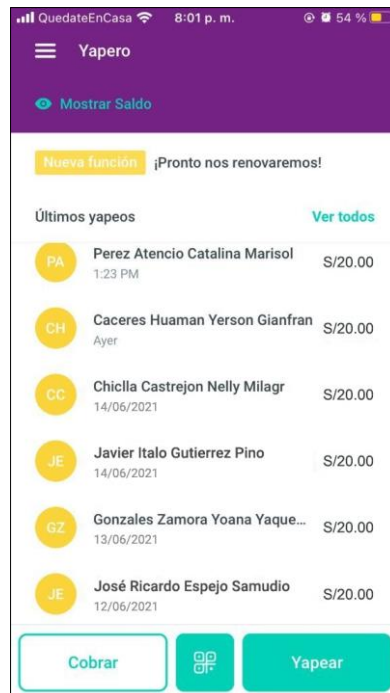 QuedateEnCasa 8:01 p. m. 54 %
Yapero
Mostrar Saldo
Nueva función ¡Pronto nos renovaremos!
Últimos yapeos Ver todos
PA Perez Atencio Catalina Marisol S/20.00
1:23 PM
CH Caceres Huaman Yerson Gianfran S/20.00
Ayer
CC Chiclla Castrejon Nelly Milagr S/20.00
14/06/2021
JE Javier Italo Gutierrez Pino S/20.00
14/06/2021
GZ Gonzales Zamora Yoana Yaque... S/20.00
13/06/2021
JE José Ricardo Espejo Samudio S/20.00
12/06/2021
Cobrar Yapear